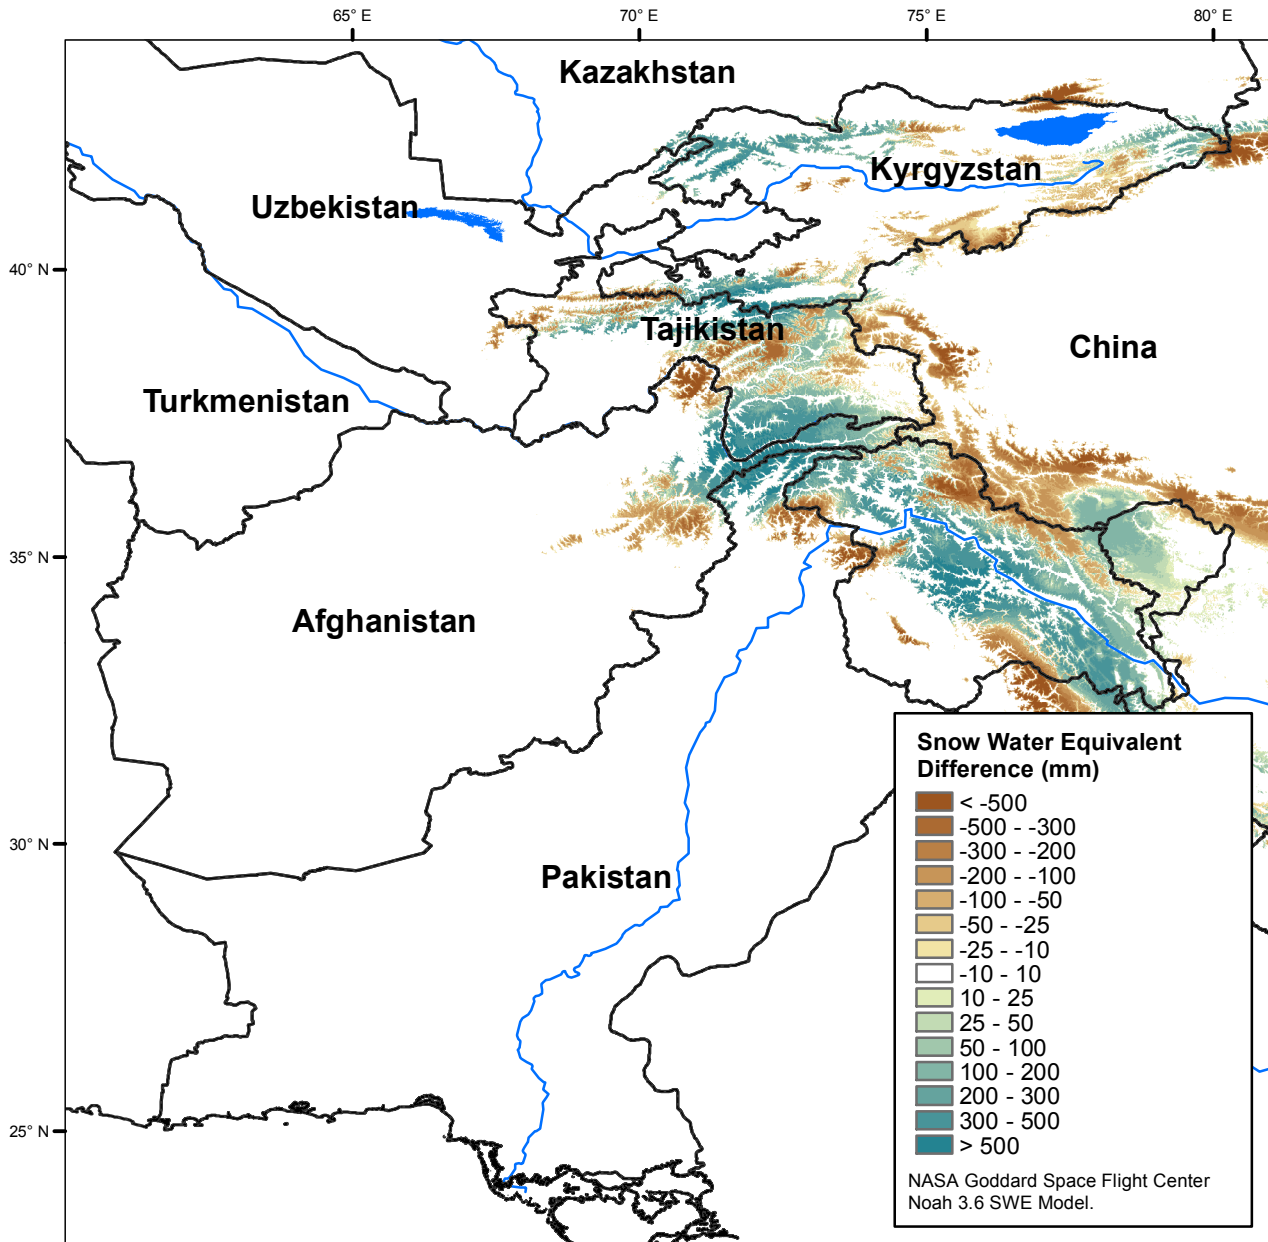 65° E
70° E
75° E
80° E
Kazakhstan
Kyrgyzstan
Uzbekistan
40° N
Tajikistan
China
Turkmenistan
35° N
Afghanistan
30° N
Pakistan
25° N
Snow Water Equivalent
Difference (mm)
< -500
-500 - -300
-300 - -200
-200 - -100
-100 - -50
-50 - -25
-25 - -10
-10 - 10
10 - 25
25 - 50
50 - 100
100 - 200
200 - 300
300 - 500
> 500
NASA Goddard Space Flight Center
Noah 3.6 SWE Model.